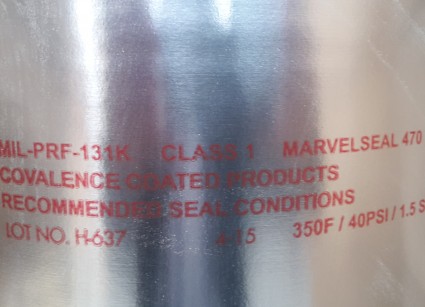 MIL-PRF-131K CLASS 1 MARVELSEAL 470
COVALENCE COATED PRODUCTS
RECOMMENDED SEAL CONDITIONS
LOT NO. H-637 4-15 350F / 40PSI / 1.5 S